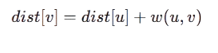 dist[v] = dist[u] + w(u, v)